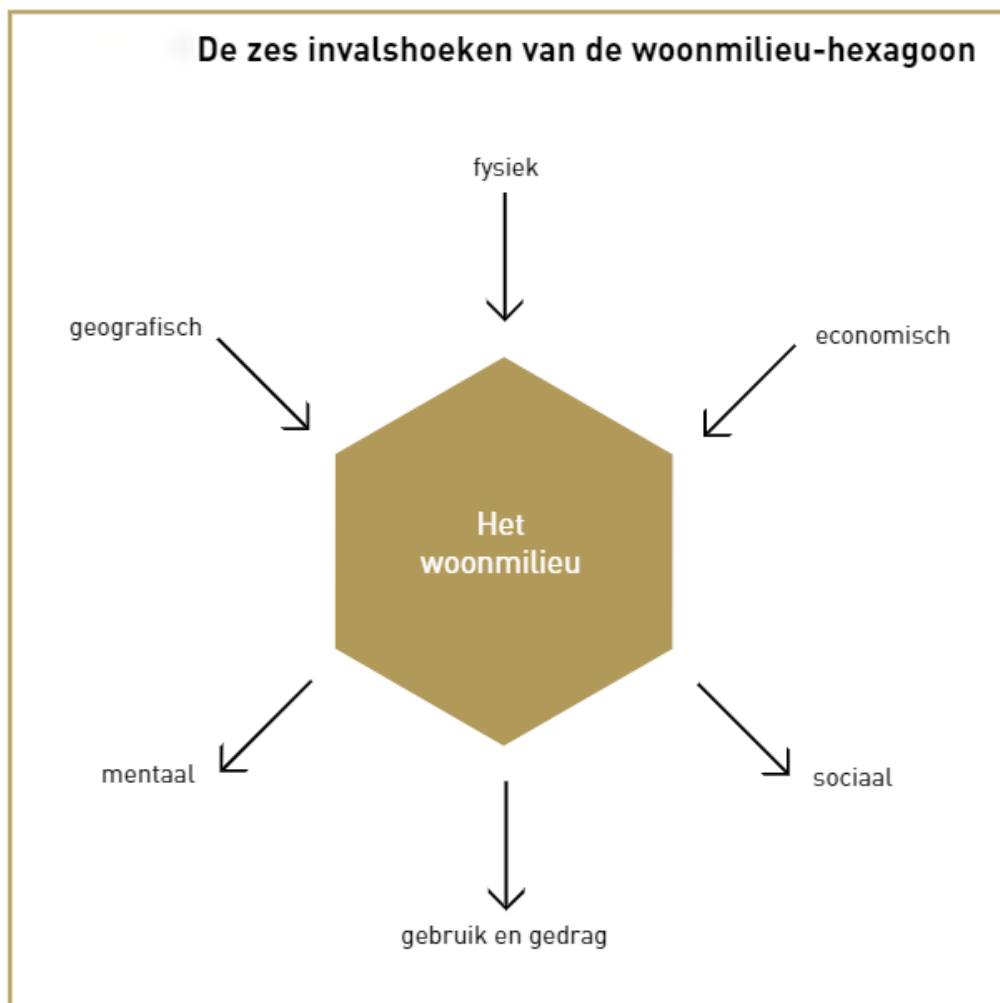 De zes invalshoeken van de woonmilieu-hexagoon
fysiek
geografisch
economisch
Het
woonmilieu
mentaal
sociaal
gebruik en gedrag